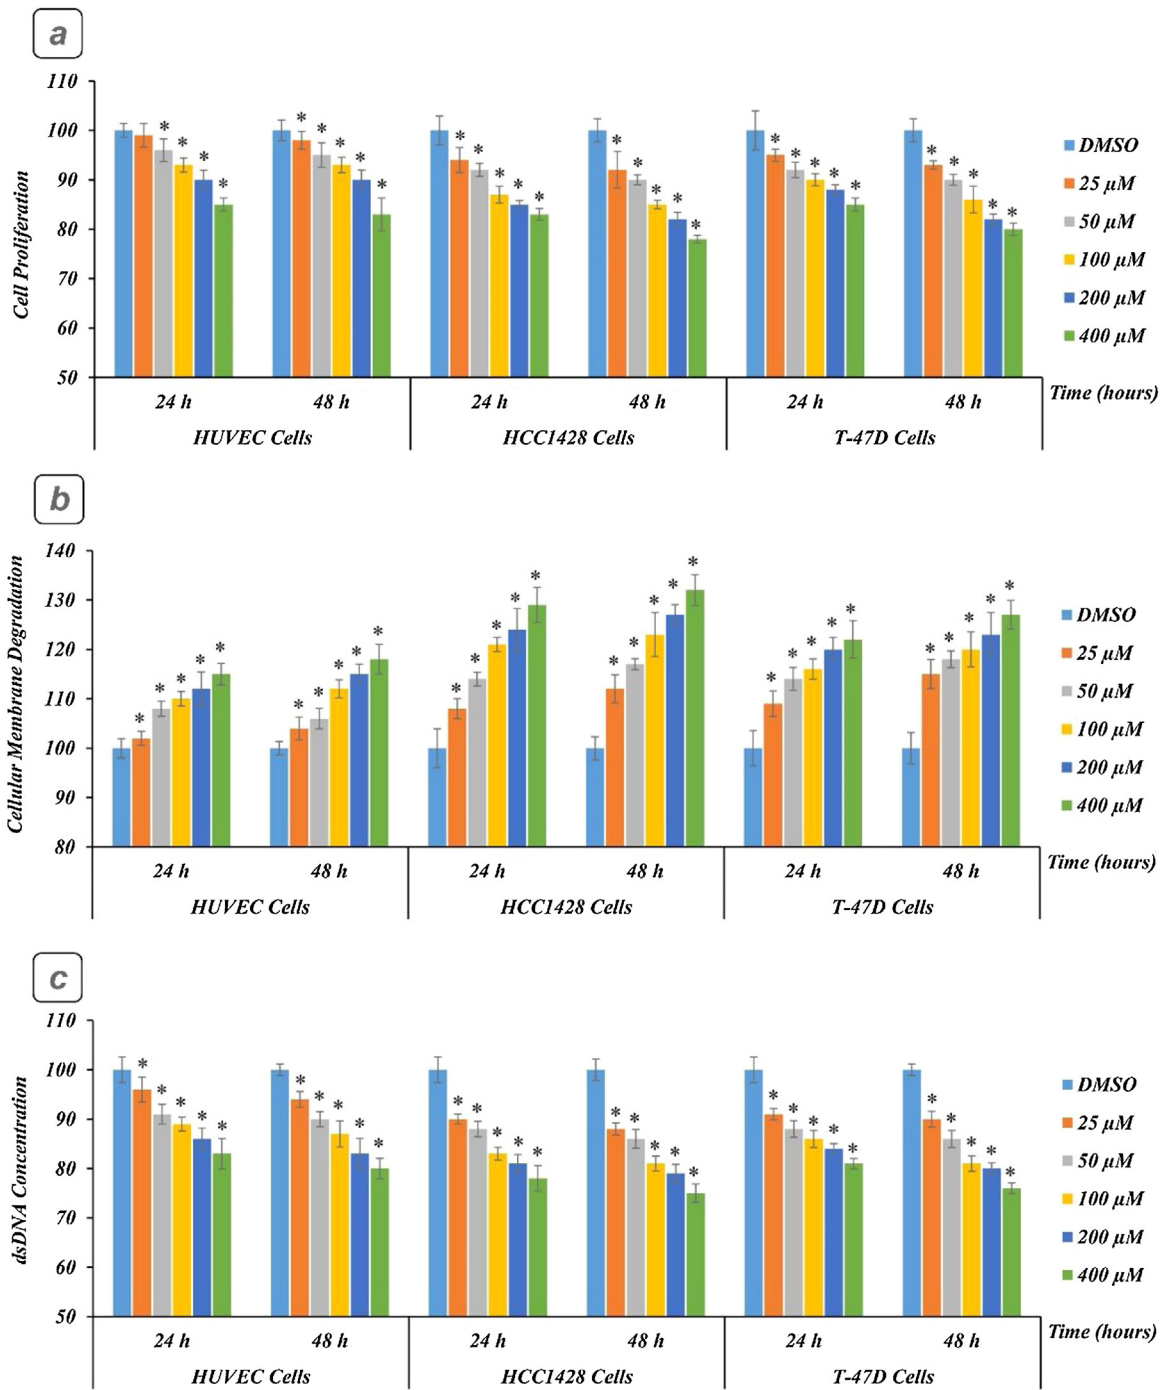 a
110
100
90
80
70
60
50
Cell Proliferation
* * * * * * * * * * * * * * * * * * * * * * * * * * * * *
DMSO
25 µM
50 µM
100 µM
200 µM
400 µM
24 h 48 h 24 h 48 h 24 h 48 h
Time (hours)
HUVEC Cells HCC1428 Cells T-47D Cells
b
140
130
120
110
100
90
80
Cellular Membrane Degradation
* * * * * * * * * * * * * * * * * * * * * * * * * * * * * *
DMSO
25 µM
50 µM
100 µM
200 µM
400 µM
24 h 48 h 24 h 48 h 24 h 48 h
Time (hours)
HUVEC Cells HCC1428 Cells T-47D Cells
c
110
100
90
80
70
60
50
dsDNA Concentration
* * * * * * * * * * * * * * * * * * * * * * * * * * * * * *
DMSO
25 µM
50 µM
100 µM
200 µM
400 µM
24 h 48 h 24 h 48 h 24 h 48 h
Time (hours)
HUVEC Cells HCC1428 Cells T-47D Cells